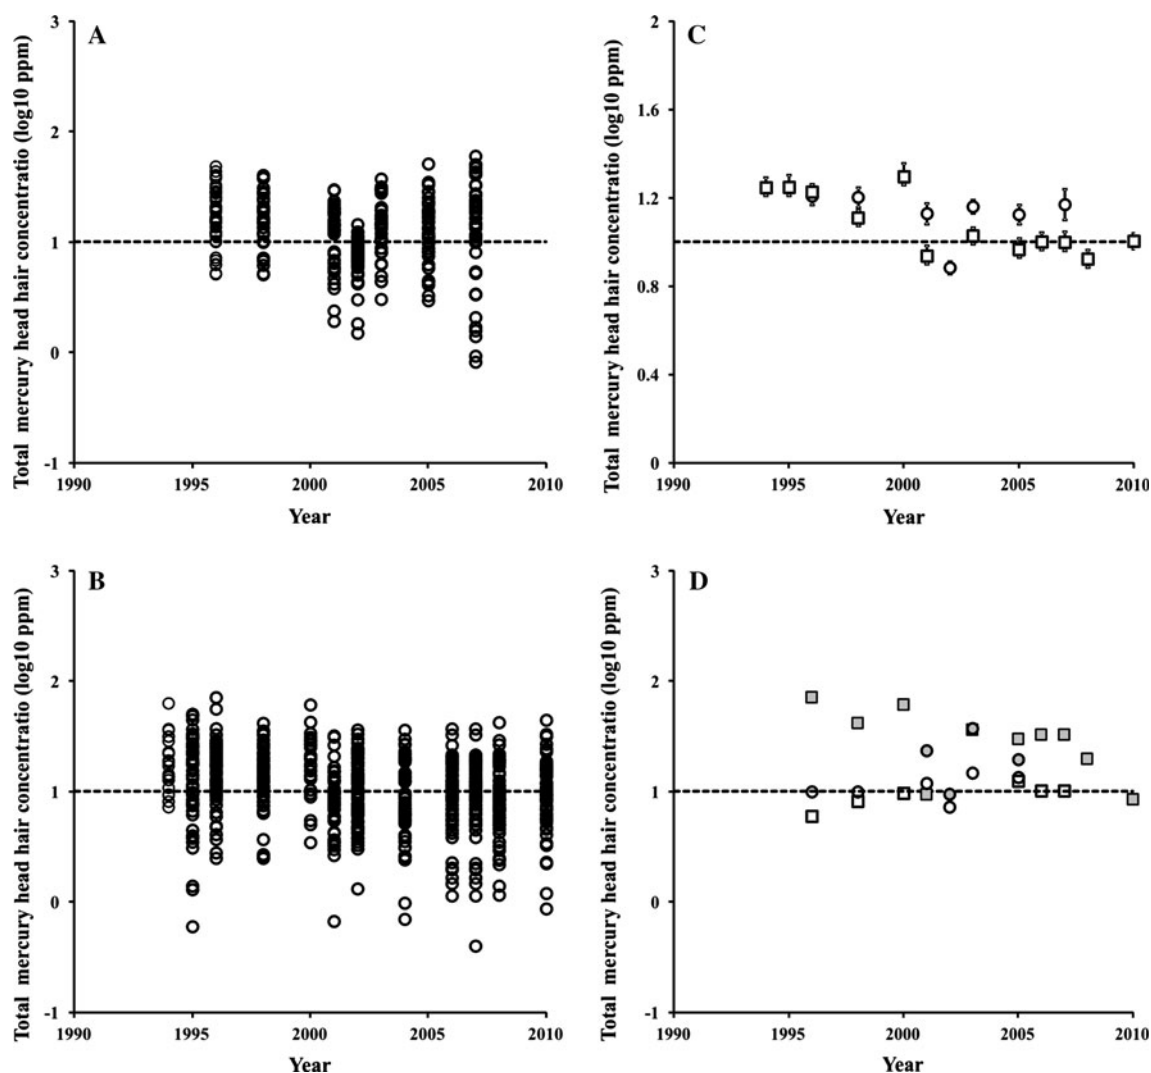 A
Total mercury head hair concentratio (log10 ppm)
3
2
1
0
-1
1990 1995 2000 2005 2010
Year
C
Total mercury head hair concentratio (log10 ppm)
2
1.6
1.2
0.8
0.4
0
1990 1995 2000 2005 2010
Year
B
Total mercury head hair concentratio (log10 ppm)
3
2
1
0
-1
1990 1995 2000 2005 2010
Year
D
Total mercury head hair concentratio (log10 ppm)
3
2
1
0
-1
1990 1995 2000 2005 2010
Year